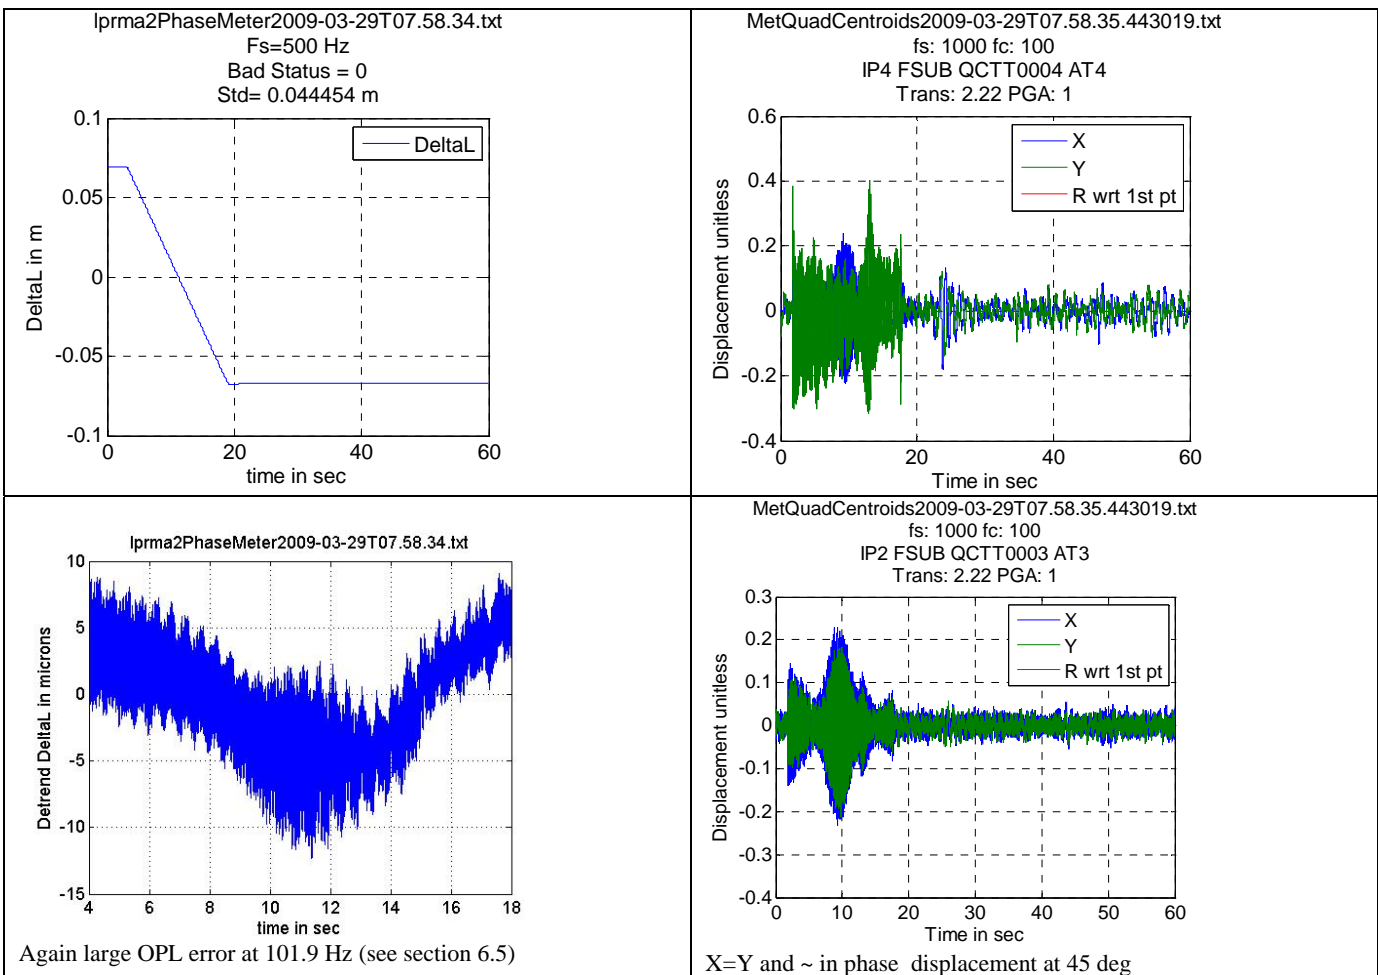 lprma2PhaseMeter2009-03-29T07.58.34.txt
Fs=500 Hz
Bad Status = 0
Std= 0.044454 m
0.1
0.05
0
-0.05
-0.1
DeltaL in m
DeltaL
0 20 40 60
time in sec
MetQuadCentroids2009-03-29T07.58.35.443019.txt
fs: 1000 fc: 100
IP4 FSUB QCTT0004 AT4
Trans: 2.22 PGA: 1
0.6
0.4
0.2
0
-0.2
-0.4
Displacement unitless
X
Y
R wrt 1st pt
0 20 40 60
Time in sec
lprma2PhaseMeter2009-03-29T07.58.34.txt
10
5
0
-5
-10
-15
Detrend DeltaL in microns
4 6 8 10 12 14 16 18
time in sec
Again large OPL error at 101.9 Hz (see section 6.5)
MetQuadCentroids2009-03-29T07.58.35.443019.txt
fs: 1000 fc: 100
IP2 FSUB QCTT0003 AT3
Trans: 2.22 PGA: 1
0.3
0.2
0.1
0
-0.1
-0.2
-0.3
-0.4
Displacement unitless
X
Y
R wrt 1st pt
0 10 20 30 40 50 60
Time in sec
X=Y and ~ in phase displacement at 45 deg